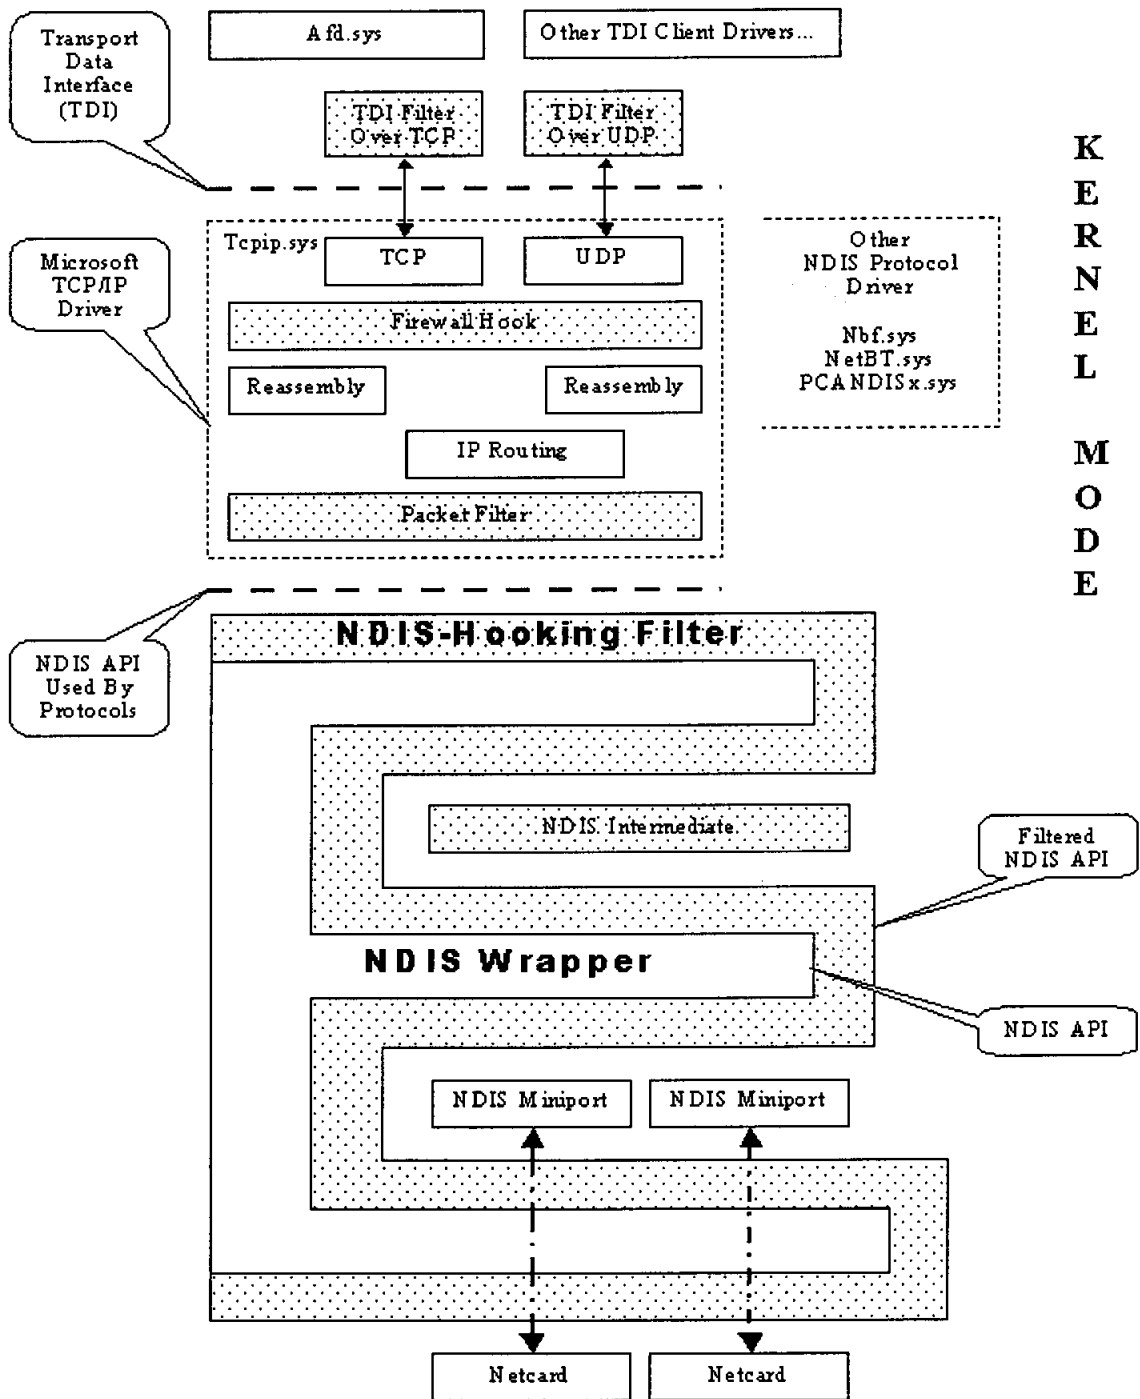 Transport
Data
Interface
(TDI)
Afd.sys
Other TDI Client Drivers...
TDI Filter
Over TCP
TDI Filter
Over UDP
K
E
R
N
E
L
M
O
D
E
Microsoft
TCP/IP
Driver
Tcpip.sys
TCP
UDP
Firewall Hook
Reassembly
Reassembly
IP Routing
Packet Filter
Other
NDIS Protocol
Driver
Nbf.sys
NetBT.sys
PCANDISx.sys
NDIS API
Used By
Protocols
NDIS-Hooking Filter
NDIS Intermediate
Filtered
NDIS API
NDIS Wrapper
NDIS API
NDIS Miniport
NDIS Miniport
Netcard
Netcard